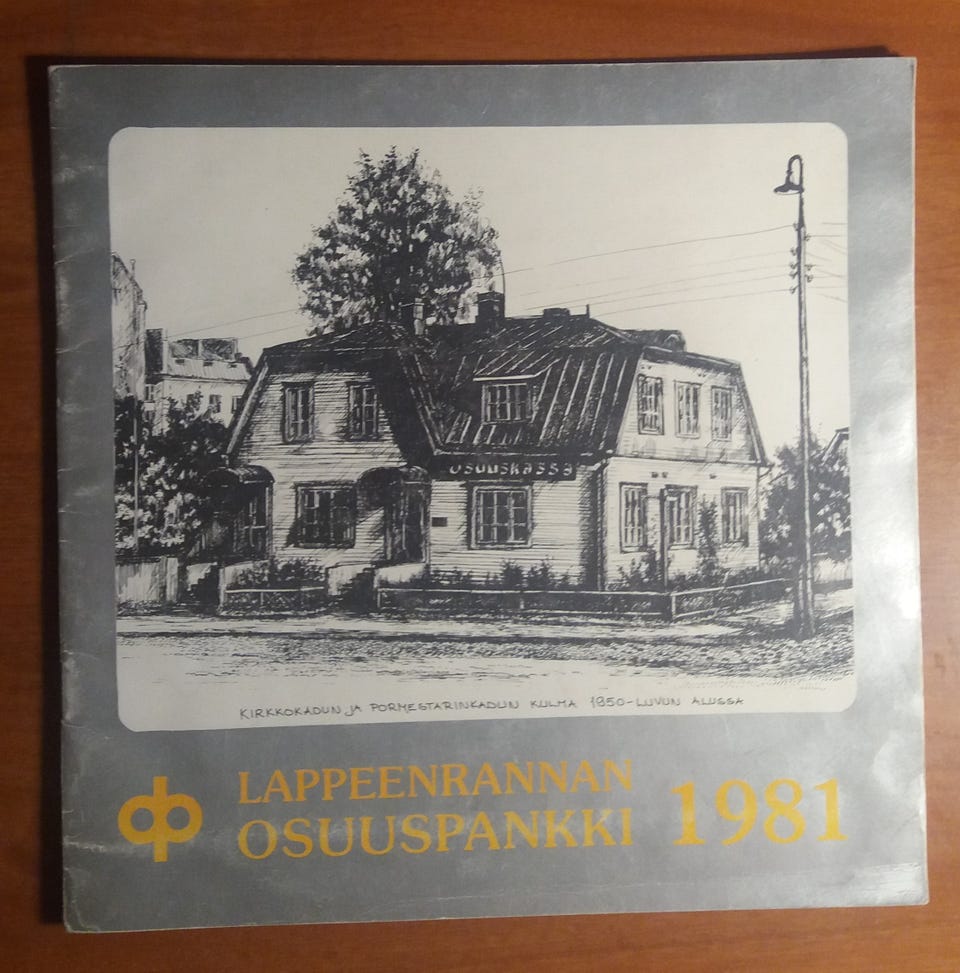 OSUUSKASSA
KIRKKOKADUN JA PORMESTARINKADUN KULMA 1950-LUVUN ALUSSA
LAPPEENRANNAN
OSUUSPANKKI 1981